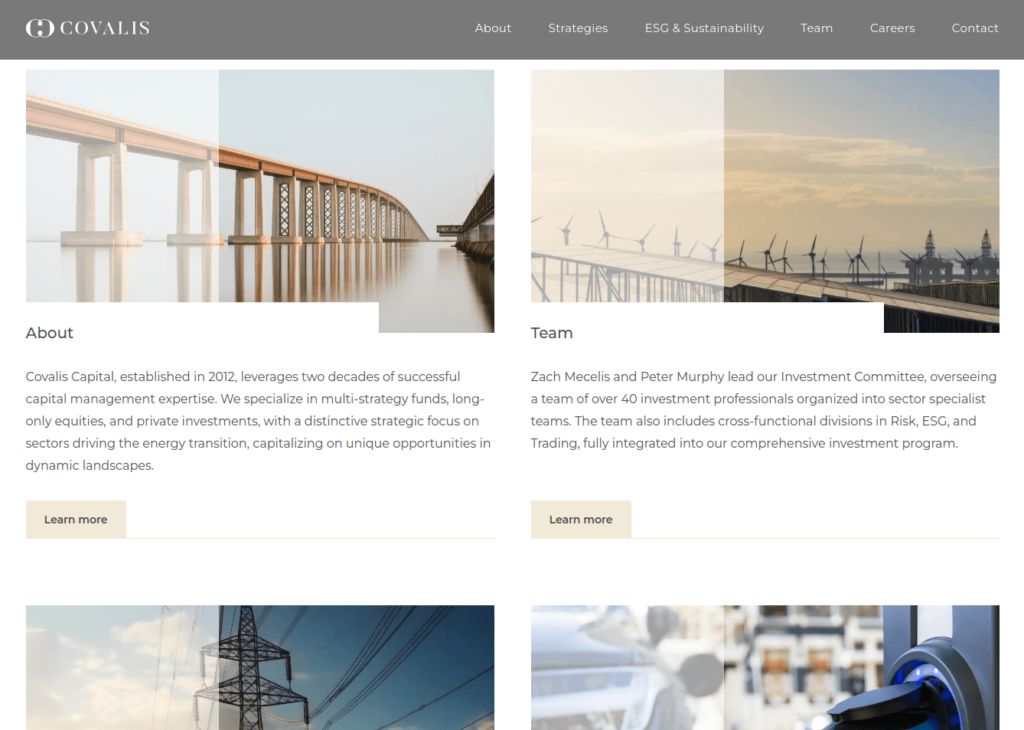 COVALIS
About
Strategies
ESG & Sustainability
Team
Careers
Contact
About
Covalis Capital, established in 2012, leverages two decades of successful
capital management expertise. We specialize in multi-strategy funds, long-
only equities, and private investments, with a distinctive strategic focus on
sectors driving the energy transition, capitalizing on unique opportunities in
dynamic landscapes.
Learn more
Team
Zach Mecelis and Peter Murphy lead our Investment Committee, overseeing
a team of over 40 investment professionals organized into sector specialist
teams. The team also includes cross-functional divisions in Risk, ESG, and
Trading, fully integrated into our comprehensive investment program.
Learn more